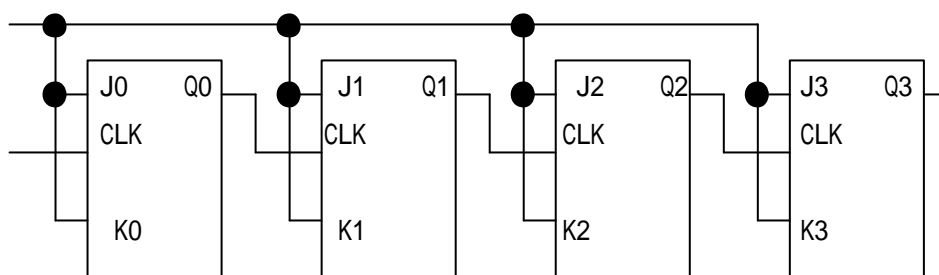 J0 Q0 J1 Q1 J2 Q2 J3 Q3
CLK CLK CLK CLK
K0 K1 K2 K3